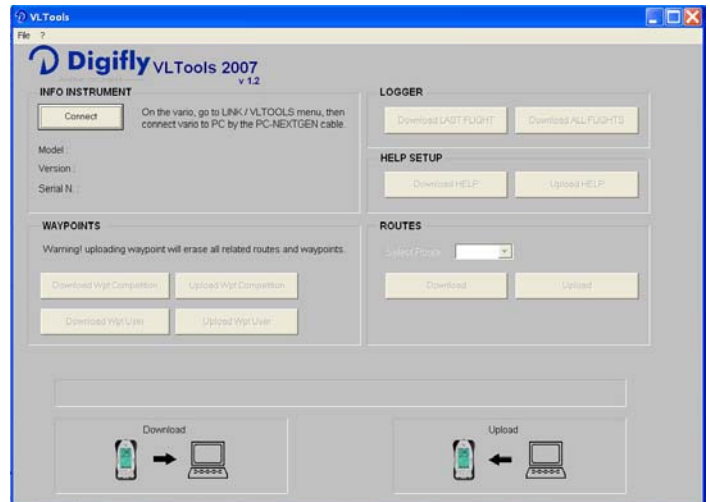 VLTools
File ?
Digifly VLTools 2007
v 1.2
INFO INSTRUMENT
Connect
On the vario, go to LINK / VLTOOLS menu, then
connect vario to PC by the PC-NEXTGEN cable.
Model :
Version :
Serial N. :
LOGGER
Download LAST FLIGHT
Download ALL FLIGHTS
HELP SETUP
Download HELP
Upload HELP
WAYPOINTS
Warning! uploading waypoint will erase all related routes and waypoints.
Download Wpt Competition
Upload Wpt Competition
Download Wpt User
Upload Wpt User
ROUTES
Select Route
Download
Upload
Download
Upload